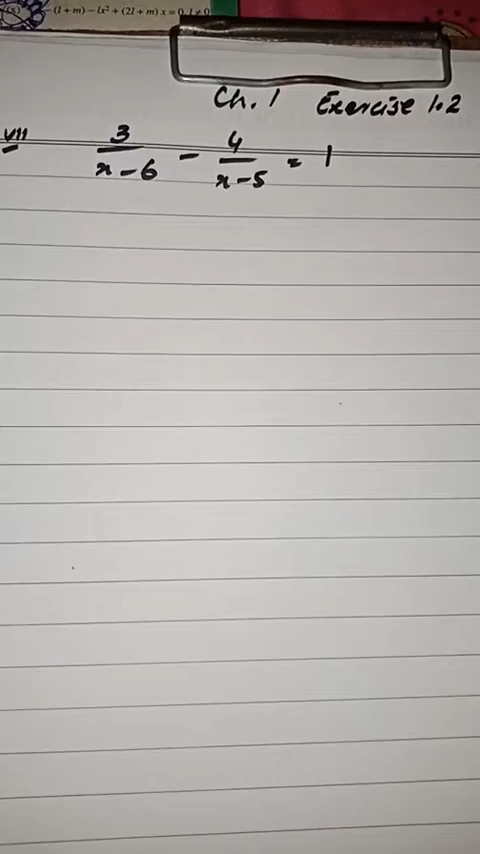 (x) (l + m) – lx² + (2l + m) x = 0, l ≠ 0
Ch. 1 Exercise 1.2
VII 3/(x-6) - 4/(x-5) = 1